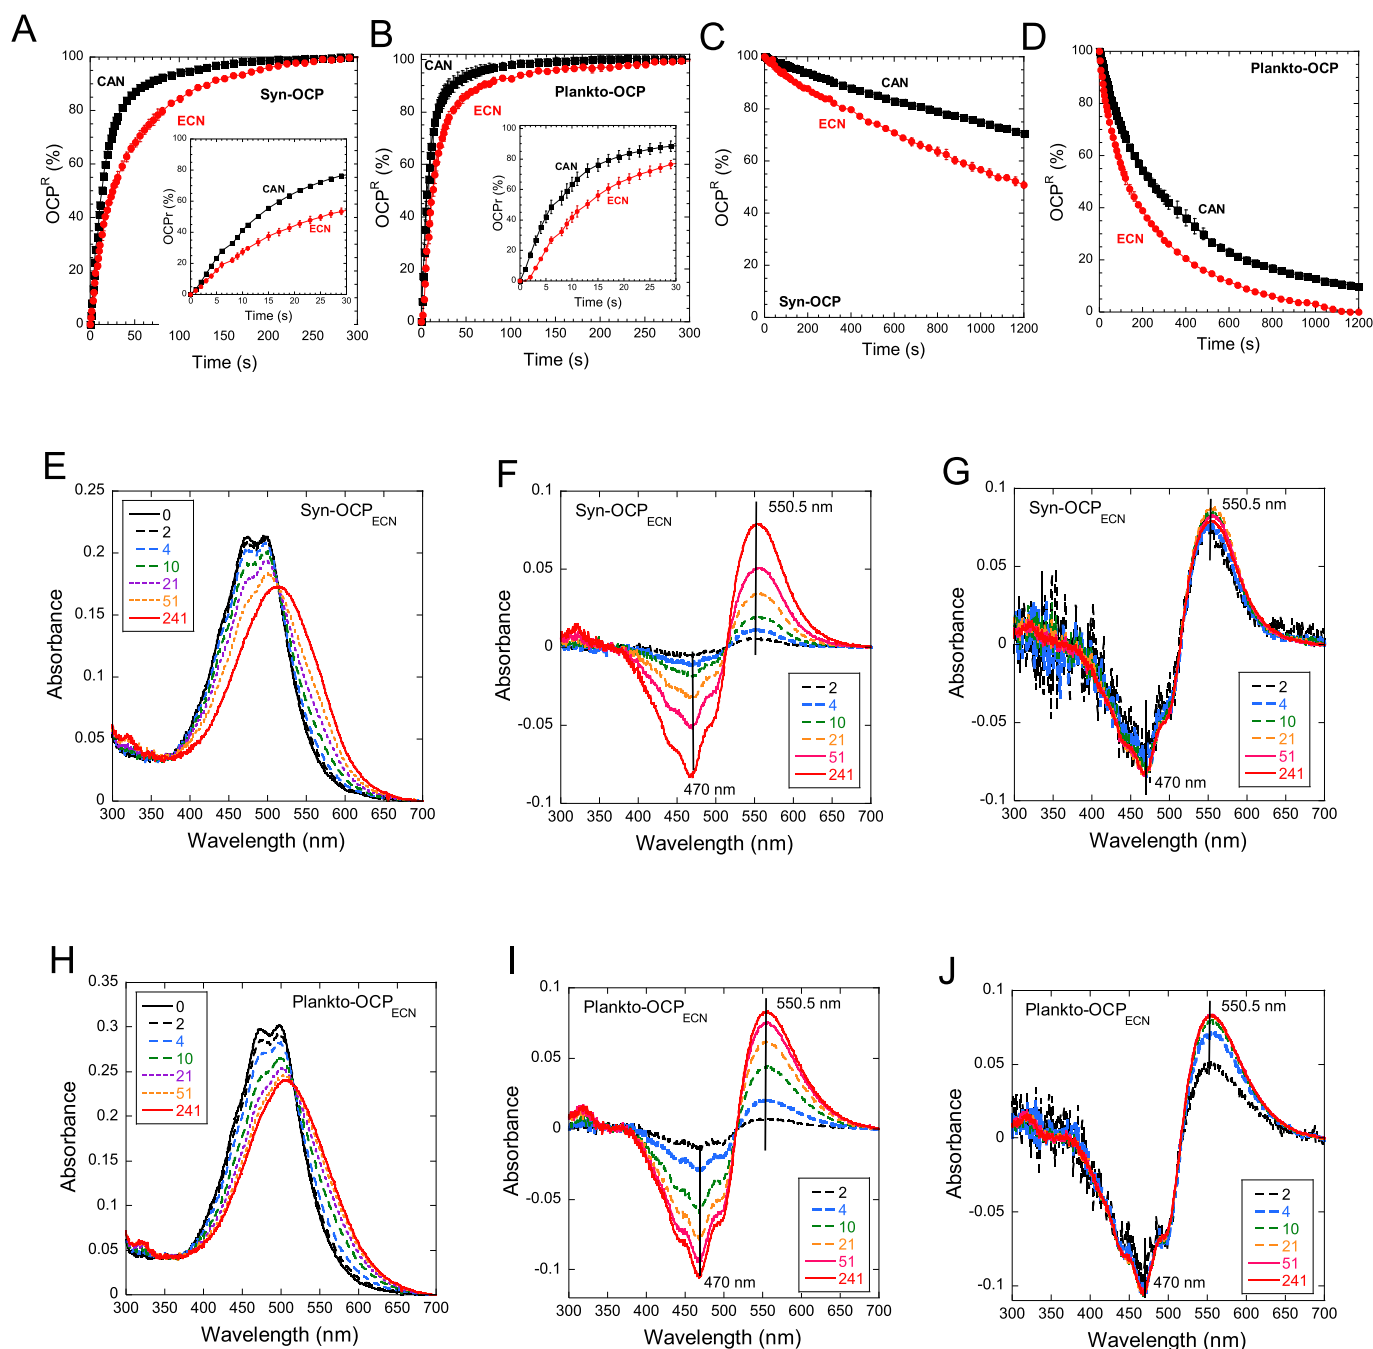 A
B
C
D
100
80
60
40
20
0
OCP^R (%)
CAN
ECN
Syn-OCP
0 50 100 150 200 250 300
Time (s)
100
80
60
40
20
0
OCPr (%)
CAN
ECN
0 5 10 15 20 25 30
Time (s)
100
80
60
40
20
0
OCP^R (%)
CAN
ECN
Plankto-OCP
0 50 100 150 200 250 300
Time (s)
100
80
60
40
20
0
OCPr (%)
CAN
ECN
0 5 10 15 20 25 30
Time (s)
100
80
60
40
20
0
OCP^R (%)
CAN
ECN
Syn-OCP
0 200 400 600 800 1000 1200
Time (s)
100
80
60
40
20
0
OCP^R (%)
Plankto-OCP
CAN
ECN
0 200 400 600 800 1000 1200
Time (s)
E
0.25
0.2
0.15
0.1
0.05
0
Absorbance
0
2
4
10
21
51
241
Syn-OCP_ECN
300 350 400 450 500 550 600 650 700
Wavelength (nm)
F
0.1
0.05
0
-0.05
-0.1
Absorbance
Syn-OCP_ECN
550.5 nm
470 nm
2
4
10
21
51
241
300 350 400 450 500 550 600 650 700
Wavelength (nm)
G
0.1
0.05
0
-0.05
-0.1
Absorbance
Syn-OCP_ECN
550.5 nm
470 nm
2
4
10
21
51
241
300 350 400 450 500 550 600 650 700
Wavelength (nm)
H
0.35
0.3
0.25
0.2
0.15
0.1
0.05
0
Absorbance
0
2
4
10
21
51
241
Plankto-OCP_ECN
300 350 400 450 500 550 600 650 700
Wavelength (nm)
I
0.1
0.05
0
-0.05
-0.1
Absorbance
Plankto-OCP_ECN
550.5 nm
470 nm
2
4
10
21
51
241
300 350 400 450 500 550 600 650 700
Wavelength (nm)
J
0.1
0.05
0
-0.05
-0.1
Absorbance
Plankto-OCP_ECN
550.5 nm
470 nm
2
4
10
21
51
241
300 350 400 450 500 550 600 650 700
Wavelength (nm)